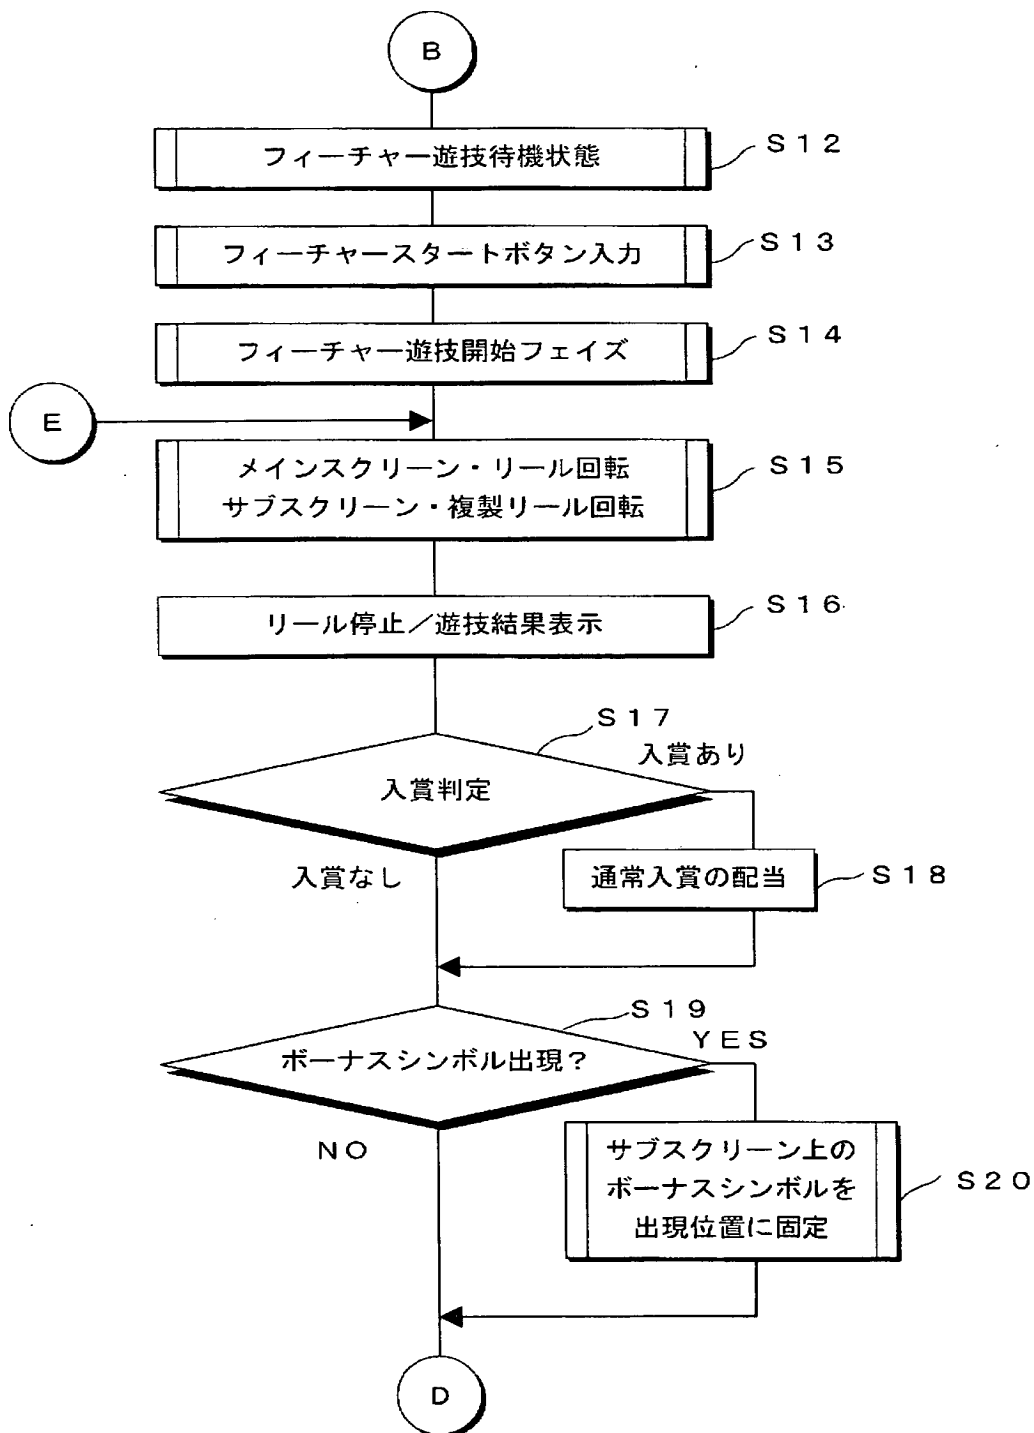 B
フィーチャー遊技待機状態
S12
フィーチャースタートボタン入力
S13
フィーチャー遊技開始フェイズ
S14
E
メインスクリーン・リール回転
サブスクリーン・複製リール回転
S15
リール停止／遊技結果表示
S16
S17
入賞あり
入賞判定
入賞なし
通常入賞の配当
S18
S19
YES
ボーナスシンボル出現?
NO
サブスクリーン上の
ボーナスシンボルを
出現位置に固定
S20
D